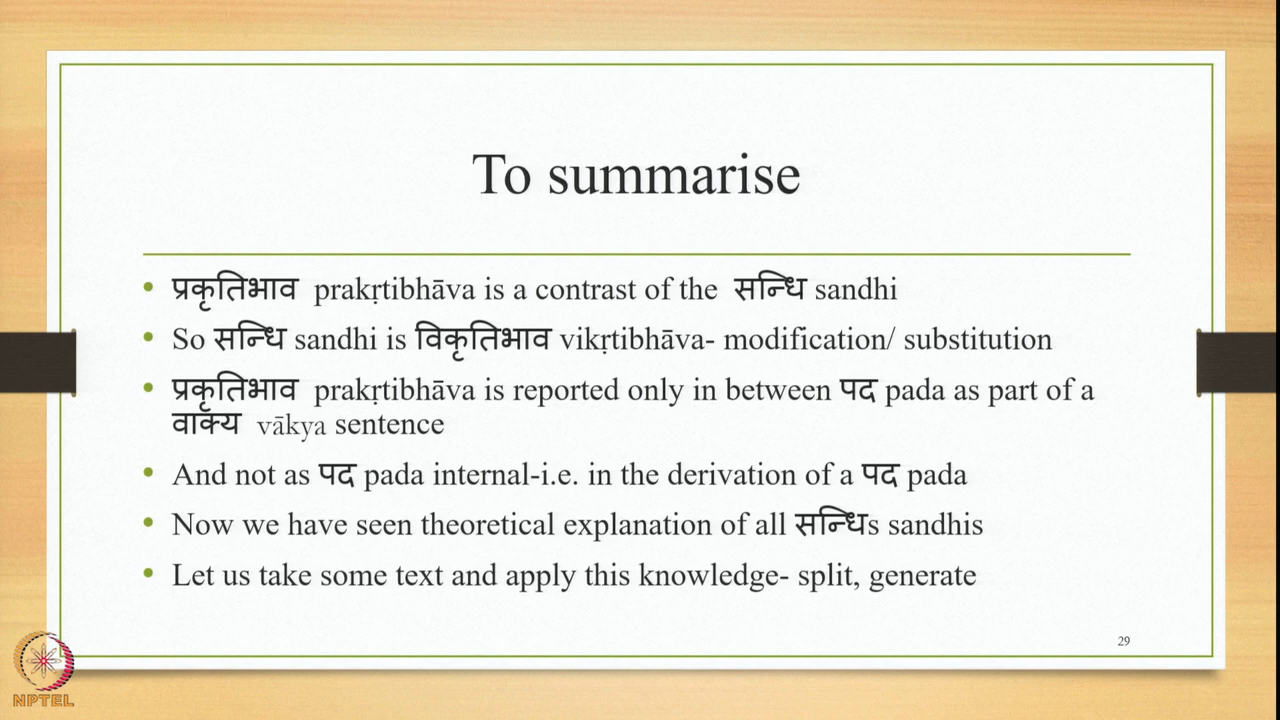 To summarise
• प्रकृतिभाव prakṛtibhāva is a contrast of the सन्धि sandhi
• So सन्धि sandhi is विकृतिभाव vikṛtibhāva- modification/ substitution
• प्रकृतिभाव prakṛtibhāva is reported only in between पद pada as part of a
वाक्य vākya sentence
• And not as पद pada internal-i.e. in the derivation of a पद pada
• Now we have seen theoretical explanation of all सन्धिs sandhis
• Let us take some text and apply this knowledge- split, generate
29
NPTEL